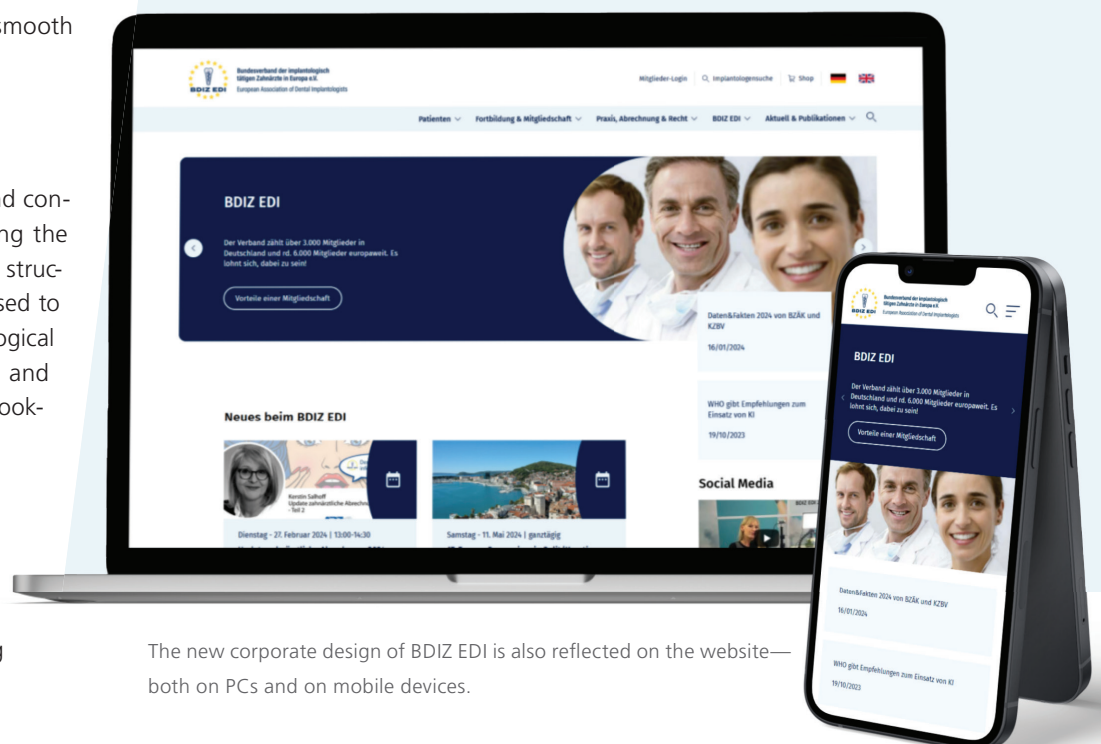 smooth
nd con-
ng the
struc-
sed to
ogical
and
ook-
g
BDIZ EDI
Bundesverband der implantologisch
tätigen Zahnärzte in Europa e.V.
European Association of Dental Implantologists
Mitglieder-Login
Implantologensuche
Shop
Patienten
Fortbildung & Mitgliedschaft
Praxis, Abrechnung & Recht
BDIZ EDI
Aktuell & Publikationen
BDIZ EDI
Der Verband zählt über 3.000 Mitglieder in
Deutschland und rd. 6.000 Mitglieder europaweit. Es
lohnt sich, dabei zu sein!
Vorteile einer Mitgliedschaft
Daten&Fakten 2024 von BZÄK und
KZBV
16/01/2024
WHO gibt Empfehlungen zum
Einsatz von KI
19/10/2023
Neues beim BDIZ EDI
Kerstin Salhoff
Update zahnärztliche Abrechn
- Teil 2
Dienstag - 27. Februar 2024 | 13:00-14:30
Samstag - 11. Mai 2024 | ganztägig
Social Media
BDIZ EDI
Bundesverband der implantologisch
tätigen Zahnärzte in Europa e.V.
European Association of Dental Implantologists
BDIZ EDI
Der Verband zählt über 3.000 Mitglieder in
Deutschland und rd. 6.000 Mitglieder europaweit. Es
lohnt sich, dabei zu sein!
Vorteile einer Mitgliedschaft
Daten&Fakten 2024 von BZÄK und KZBV
16/01/2024
WHO gibt Empfehlungen zum Einsatz von KI
19/10/2023
The new corporate design of BDIZ EDI is also reflected on the website—
both on PCs and on mobile devices.